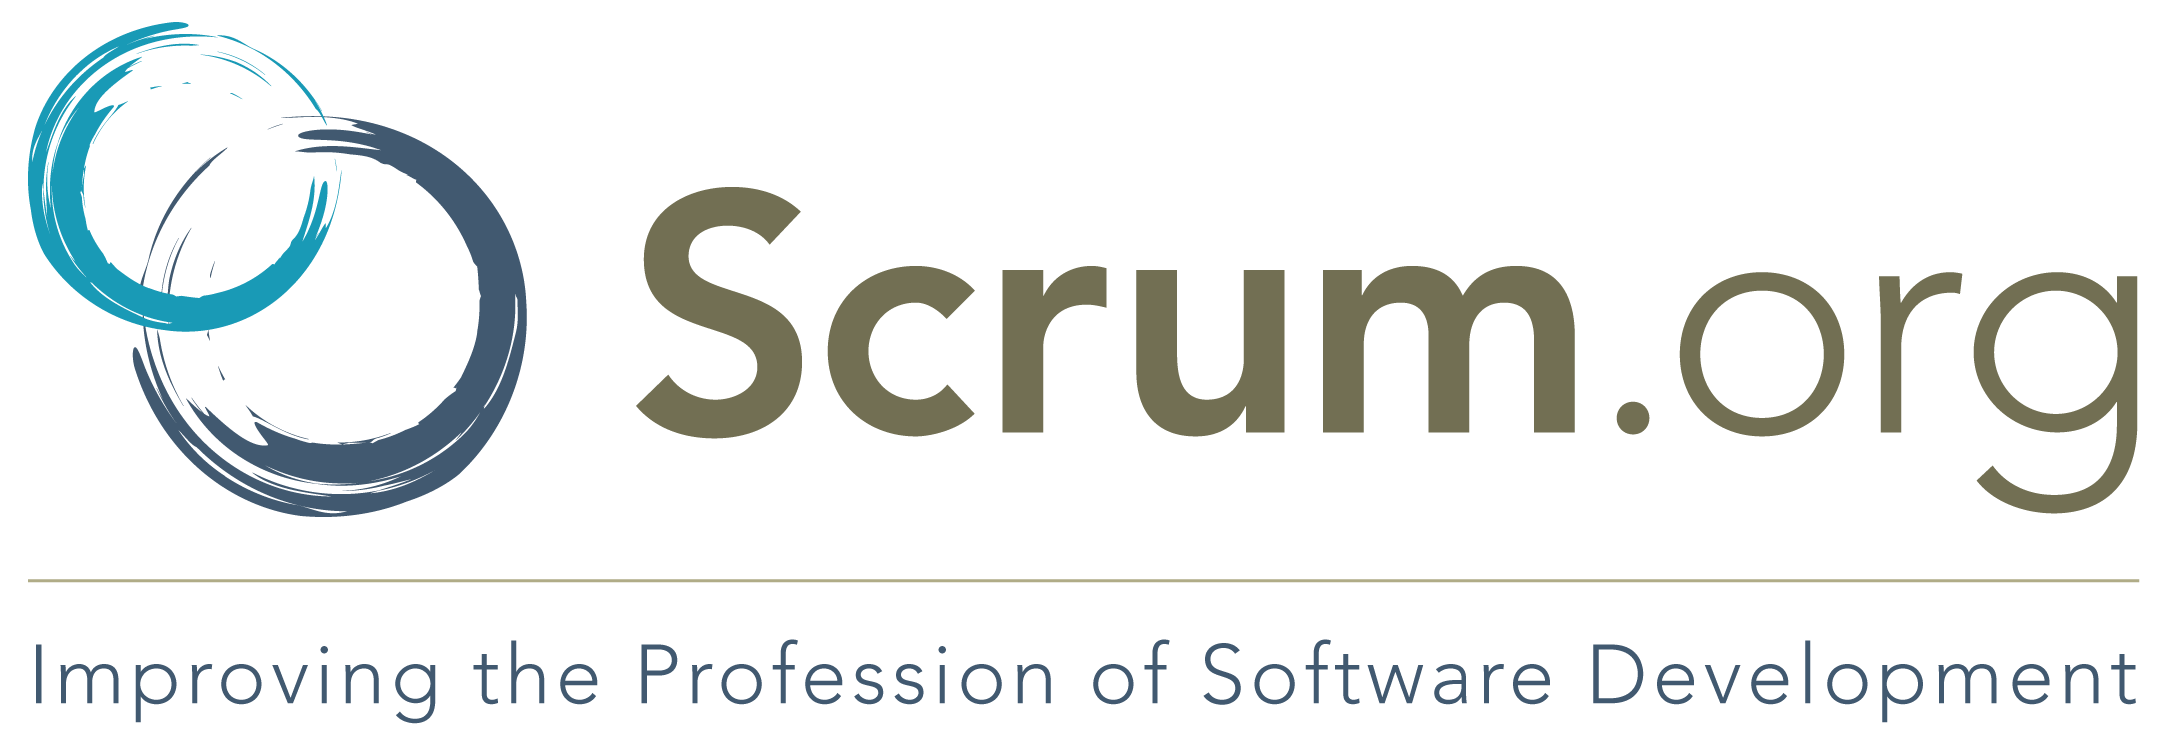 Scrum.org
Improving the Profession of Software Development